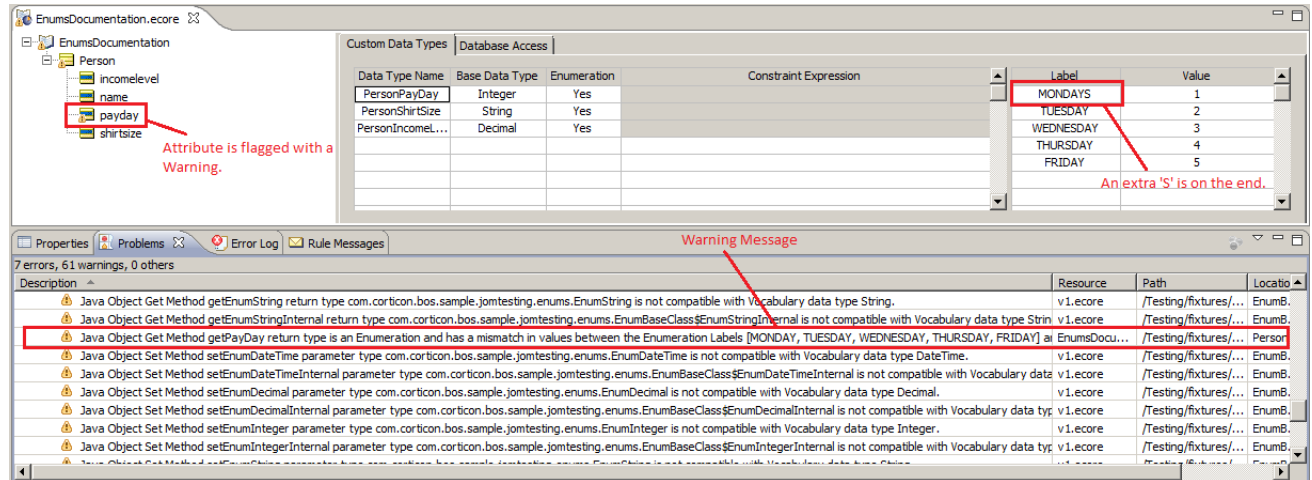 EnumsDocumentation.ecore
EnumsDocumentation
Person
incomelevel
name
payday
shirtsize
Attribute is flagged with a
Warning.
Custom Data Types Database Access
Data Type Name Base Data Type Enumeration Constraint Expression
PersonPayDay Integer Yes
PersonShirtSize String Yes
PersonIncomeL... Decimal Yes
Label Value
MONDAYS 1
TUESDAY 2
WEDNESDAY 3
THURSDAY 4
FRIDAY 5
An extra 'S' is on the end.
Properties Problems Error Log Rule Messages
Warning Message
7 errors, 61 warnings, 0 others
Description Resource Path Locatio
Java Object Get Method getEnumString return type com.corticon.bos.sample.jomtesting.enums.EnumString is not compatible with Vocabulary data type String. v1.ecore /Testing/fixtures/... EnumB.
Java Object Get Method getEnumStringInternal return type com.corticon.bos.sample.jomtesting.enums.EnumBaseClass$EnumStringInternal is not compatible with Vocabulary data type Strin v1.ecore /Testing/fixtures/... EnumB.
Java Object Get Method getPayDay return type is an Enumeration and has a mismatch in values between the Enumeration Labels [MONDAY, TUESDAY, WEDNESDAY, THURSDAY, FRIDAY] a EnumsDocu... /Testing/fixtures/... Person
Java Object Set Method setEnumDateTime parameter type com.corticon.bos.sample.jomtesting.enums.EnumDateTime is not compatible with Vocabulary data type DateTime. v1.ecore /Testing/fixtures/... EnumB.
Java Object Set Method setEnumDateTimeInternal parameter type com.corticon.bos.sample.jomtesting.enums.EnumBaseClass$EnumDateTimeInternal is not compatible with Vocabulary data v1.ecore /Testing/fixtures/... EnumB.
Java Object Set Method setEnumDecimal parameter type com.corticon.bos.sample.jomtesting.enums.EnumDecimal is not compatible with Vocabulary data type Decimal. v1.ecore /Testing/fixtures/... EnumB.
Java Object Set Method setEnumDecimalInternal parameter type com.corticon.bos.sample.jomtesting.enums.EnumBaseClass$EnumDecimalInternal is not compatible with Vocabulary data typ v1.ecore /Testing/fixtures/... EnumB.
Java Object Set Method setEnumInteger parameter type com.corticon.bos.sample.jomtesting.enums.EnumInteger is not compatible with Vocabulary data type Integer. v1.ecore /Testing/fixtures/... EnumB.
Java Object Set Method setEnumIntegerInternal parameter type com.corticon.bos.sample.jomtesting.enums.EnumBaseClass$EnumIntegerInternal is not compatible with Vocabulary data typ v1.ecore /Testing/fixtures/... EnumB.